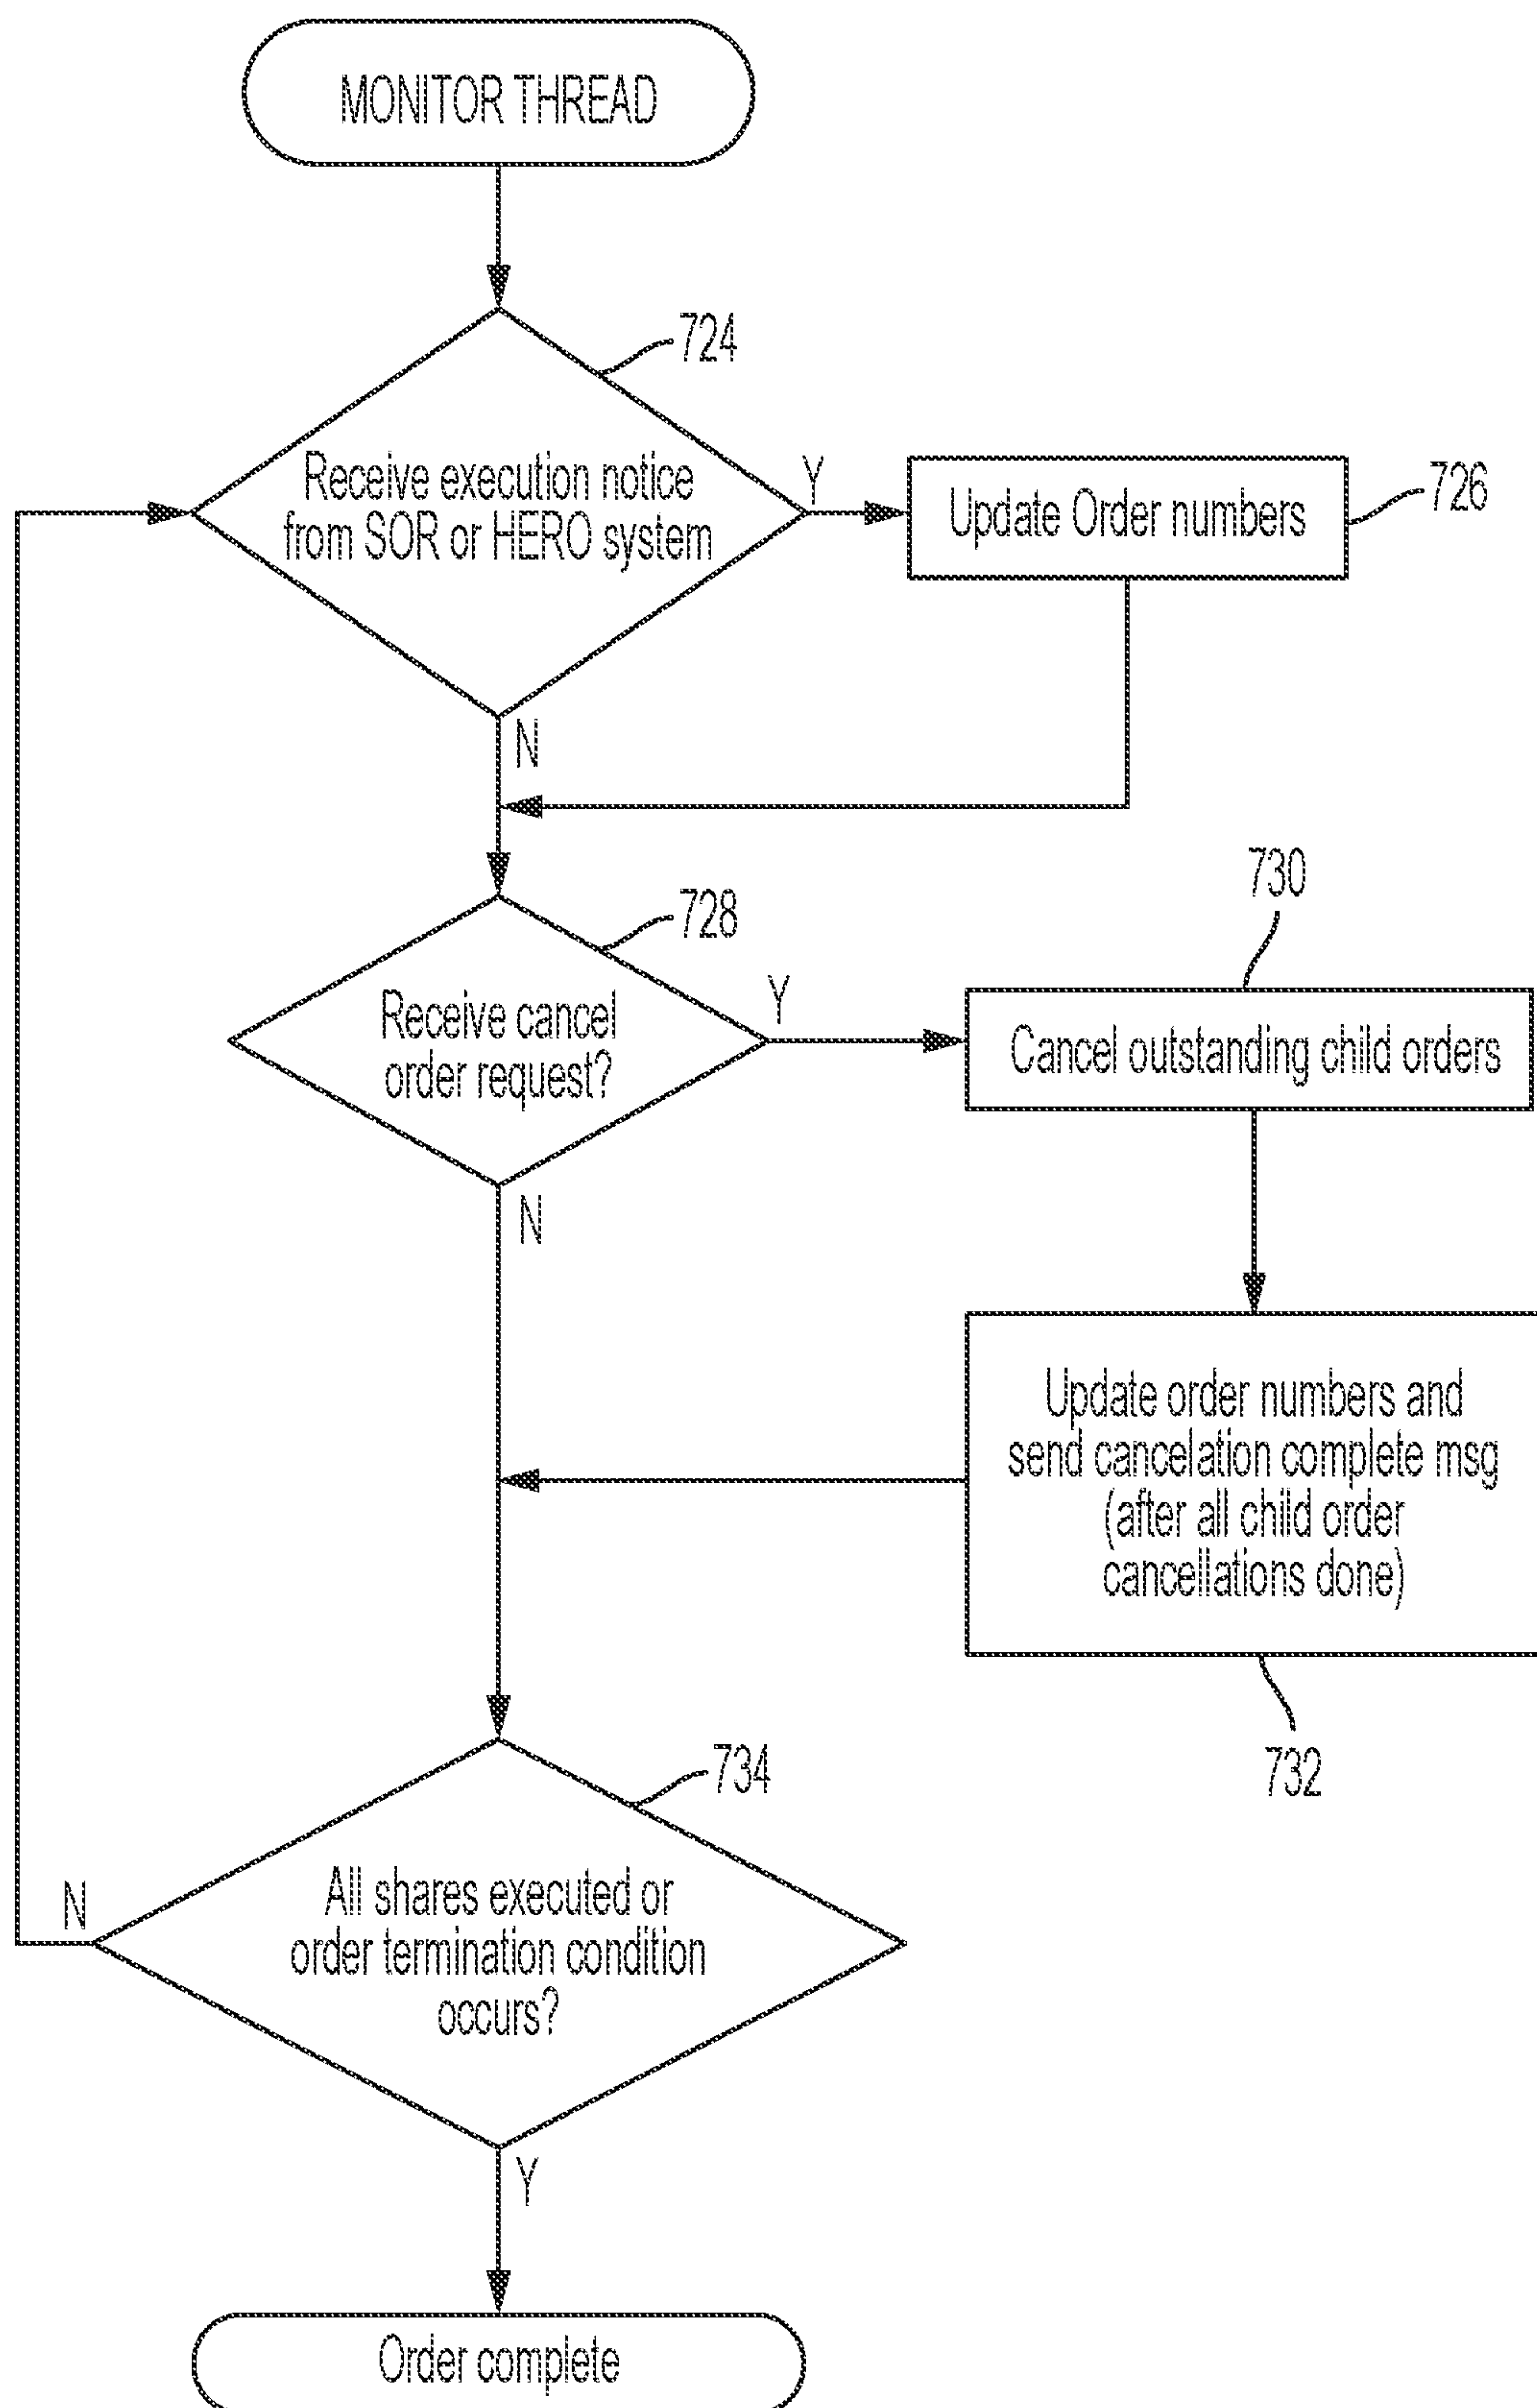 MONITOR THREAD
724
Receive execution notice
from SOR or HERO system
Y
Update Order numbers
726
N
728
Receive cancel
order request?
Y
730
Cancel outstanding child orders
N
Update order numbers and
send cancelation complete msg
(after all child order
cancellations done)
732
734
All shares executed or
order termination condition
occurs?
N
Y
Order complete